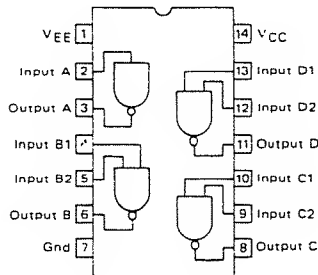 VEE 1
14 VCC
Input A 2
13 Input D1
Output A 3
12 Input D2
Input B1 4
11 Output D
Input B2 5
10 Input C1
Output B 6
9 Input C2
Gnd 7
8 Output C